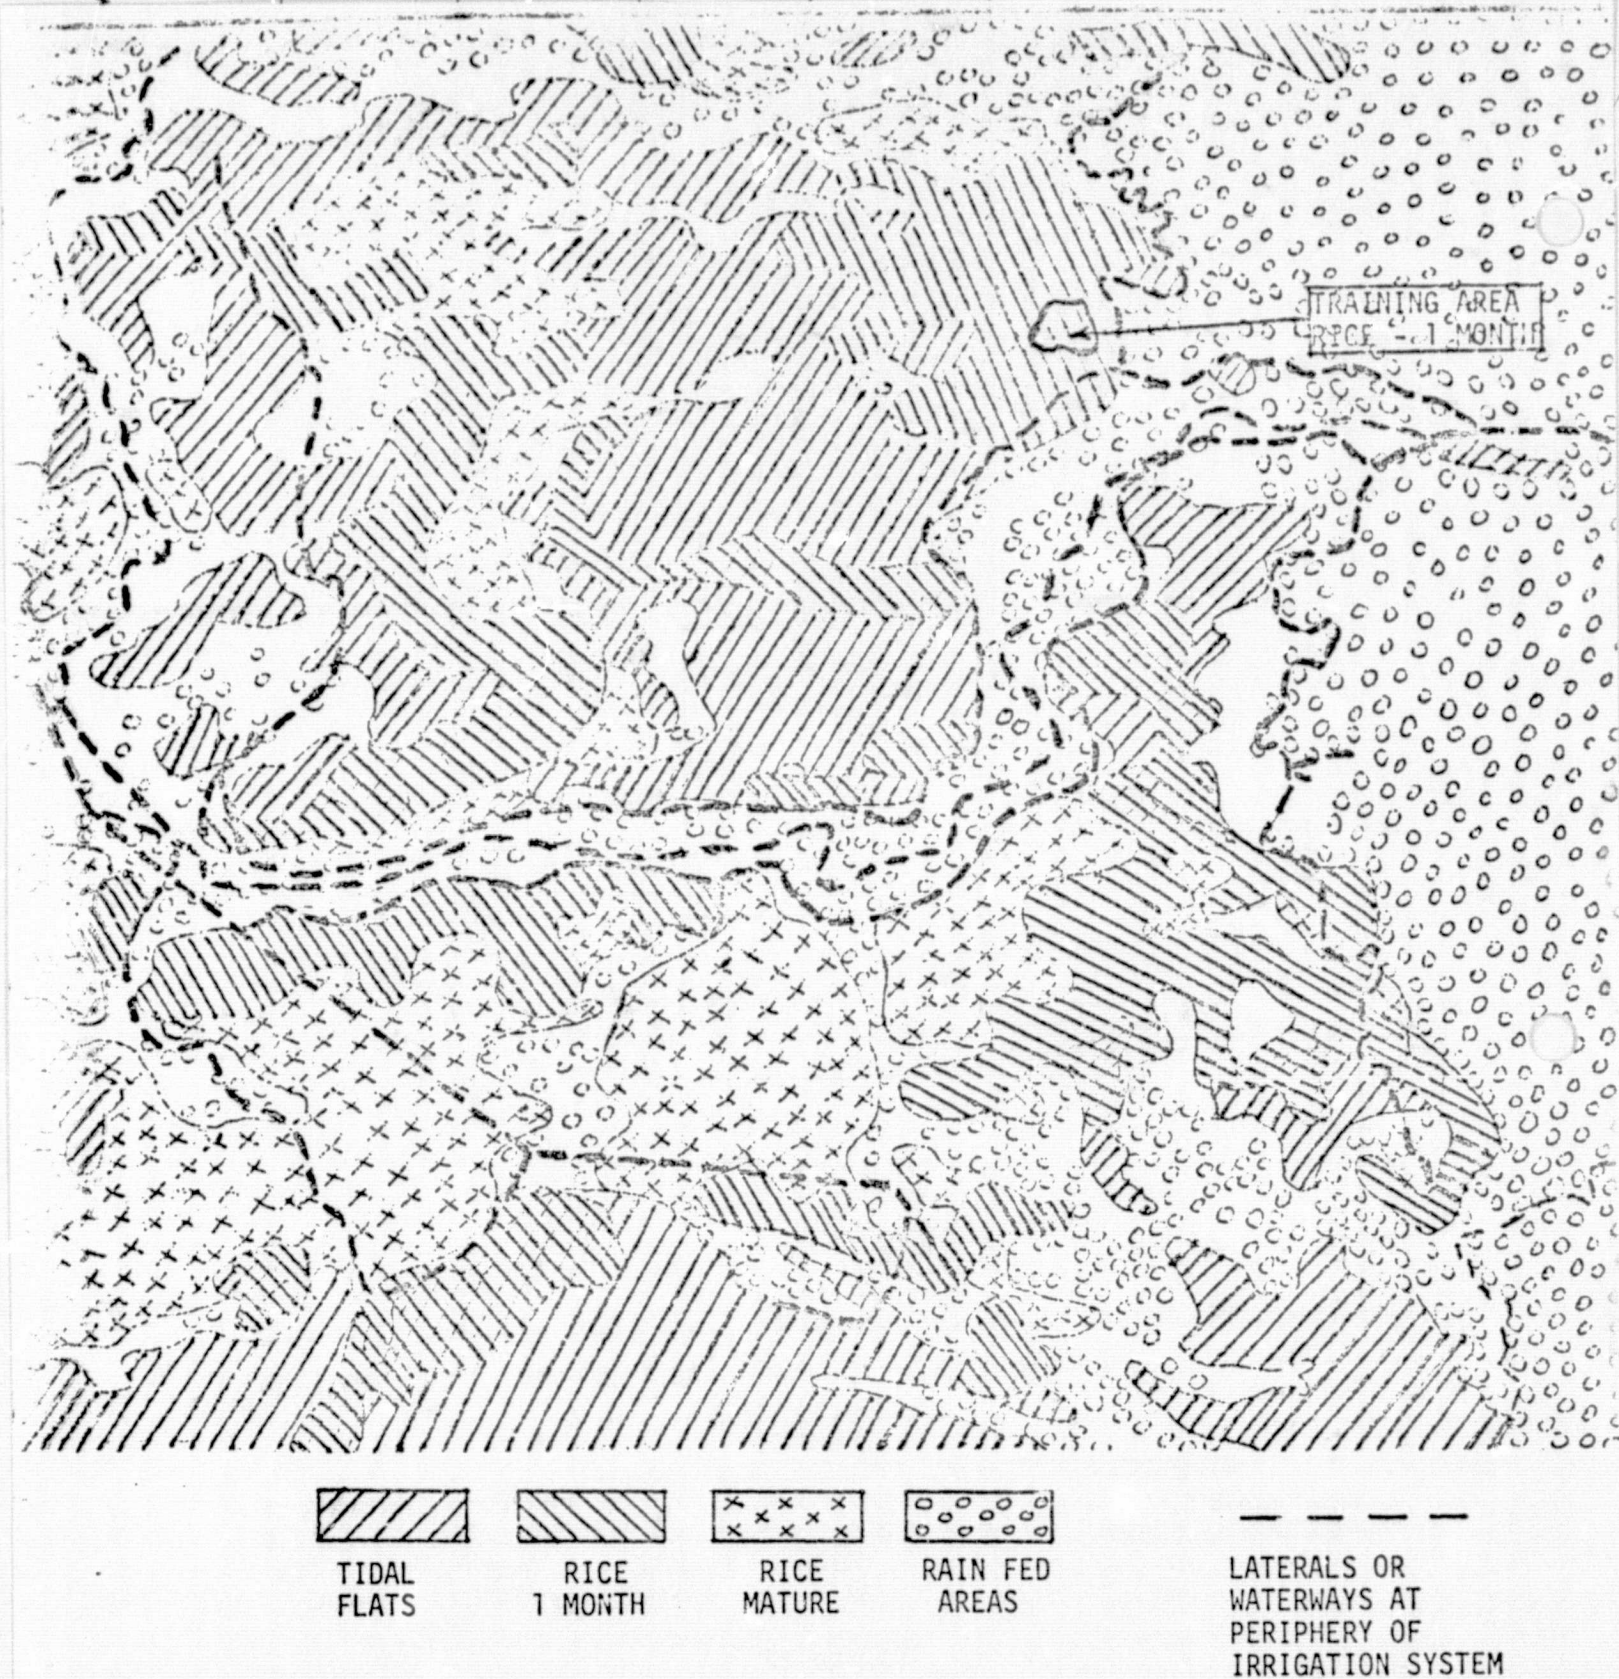 TRAINING AREA
RICE - 1 MONTH
TIDAL
FLATS
RICE
1 MONTH
RICE
MATURE
RAIN FED
AREAS
LATERALS OR
WATERWAYS AT
PERIPHERY OF
IRRIGATION SYSTEM